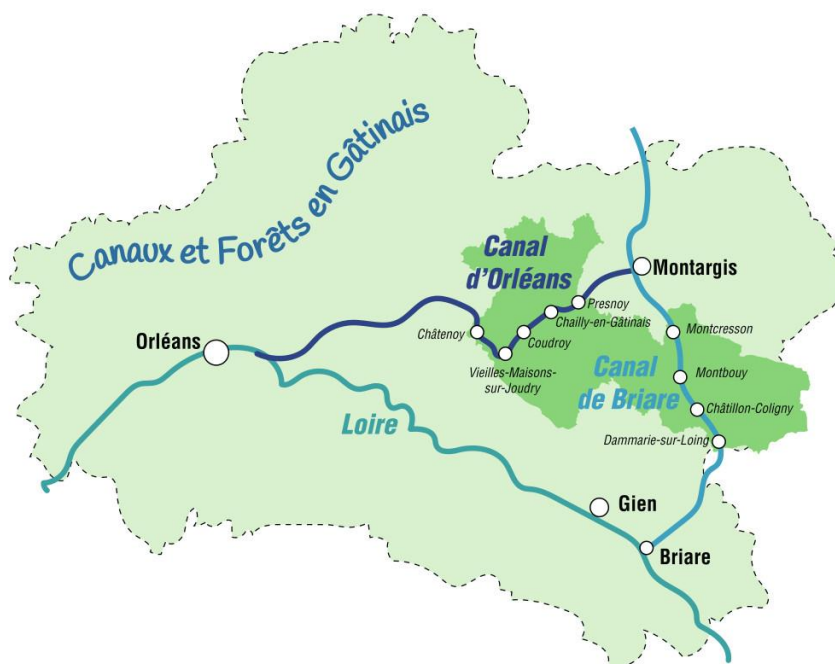 Canaux et Forêts en Gâtinais
Canal
d'Orléans
Montargis
Presnoy
Chailly-en-Gâtinais
Châtenoy
Coudroy
Montcresson
Orléans
Vieilles-Maisons-
sur-Joudry
Canal
de Briare
Montbouy
Châtillon-Coligny
Loire
Dammarie-sur-Loing
Gien
Briare